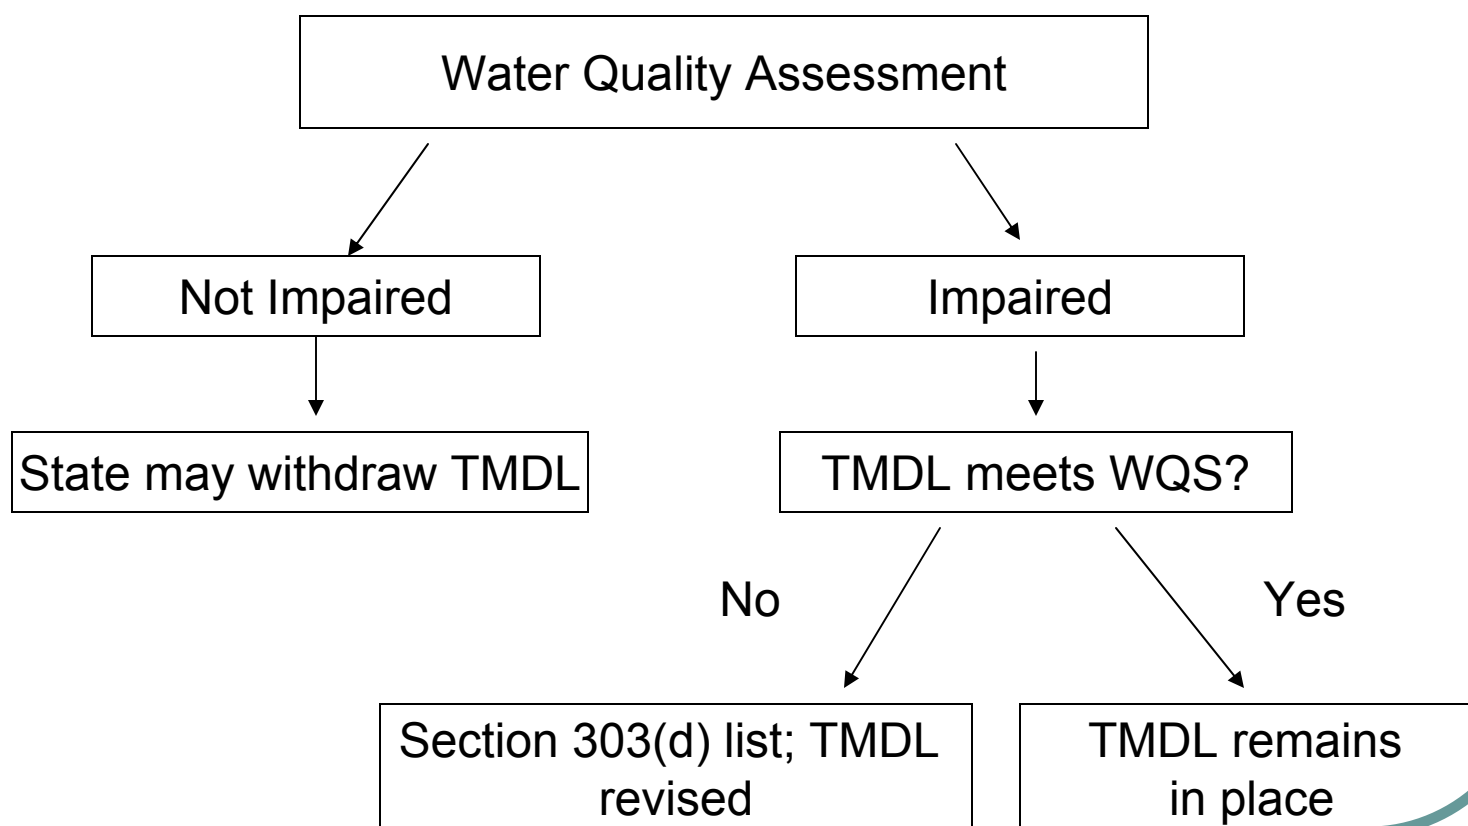 Water Quality Assessment
Not Impaired
Impaired
State may withdraw TMDL
TMDL meets WQS?
No
Yes
Section 303(d) list; TMDL
revised
TMDL remains
in place